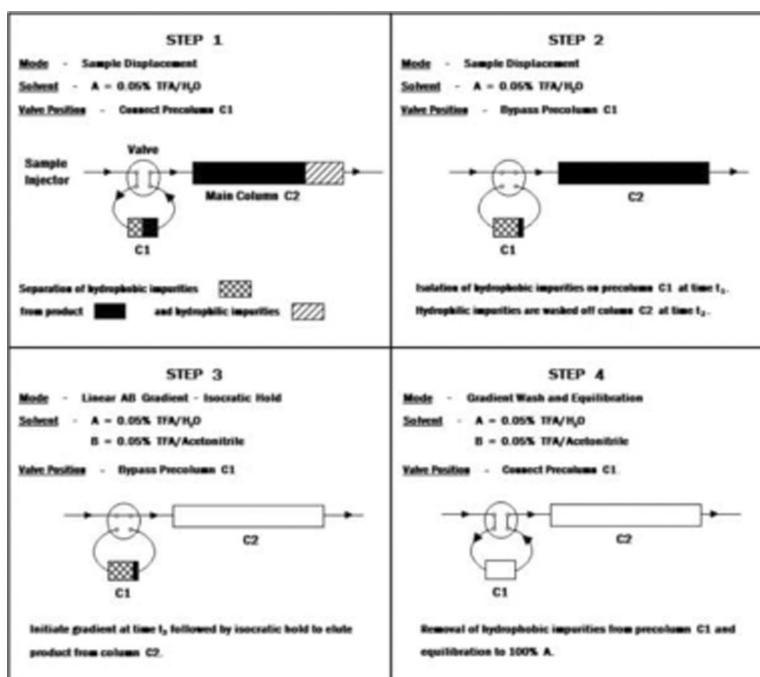 STEP 1
Mode - Sample Displacement
Solvent - A = 0.05% TFA/H₂O
Valve Position - Connect Precolumn C1
Valve
Sample
Injector
Main Column C2
C1
Separation of hydrophobic impurities
from product and hydrophilic impurities
STEP 2
Mode - Sample Displacement
Solvent - A = 0.05% TFA/H₂O
Valve Position - Bypass Precolumn C1
C2
C1
Isolation of hydrophobic impurities on precolumn C1 at time t₁.
Hydrophilic impurities are washed off column C2 at time t₂.
STEP 3
Mode - Linear AB Gradient - Isocratic Hold
Solvent - A = 0.05% TFA/H₂O
B = 0.05% TFA/Acetonitrile
Valve Position - Bypass Precolumn C1
C2
C1
Initiate gradient at time t₃ followed by isocratic hold to elute
product from column C2.
STEP 4
Mode - Gradient Wash and Equilibration
Solvent - A = 0.05% TFA/H₂O
B = 0.05% TFA/Acetonitrile
Valve Position - Connect Precolumn C1
C2
C1
Removal of hydrophobic impurities from precolumn C1 and
equilibration to 100% A.